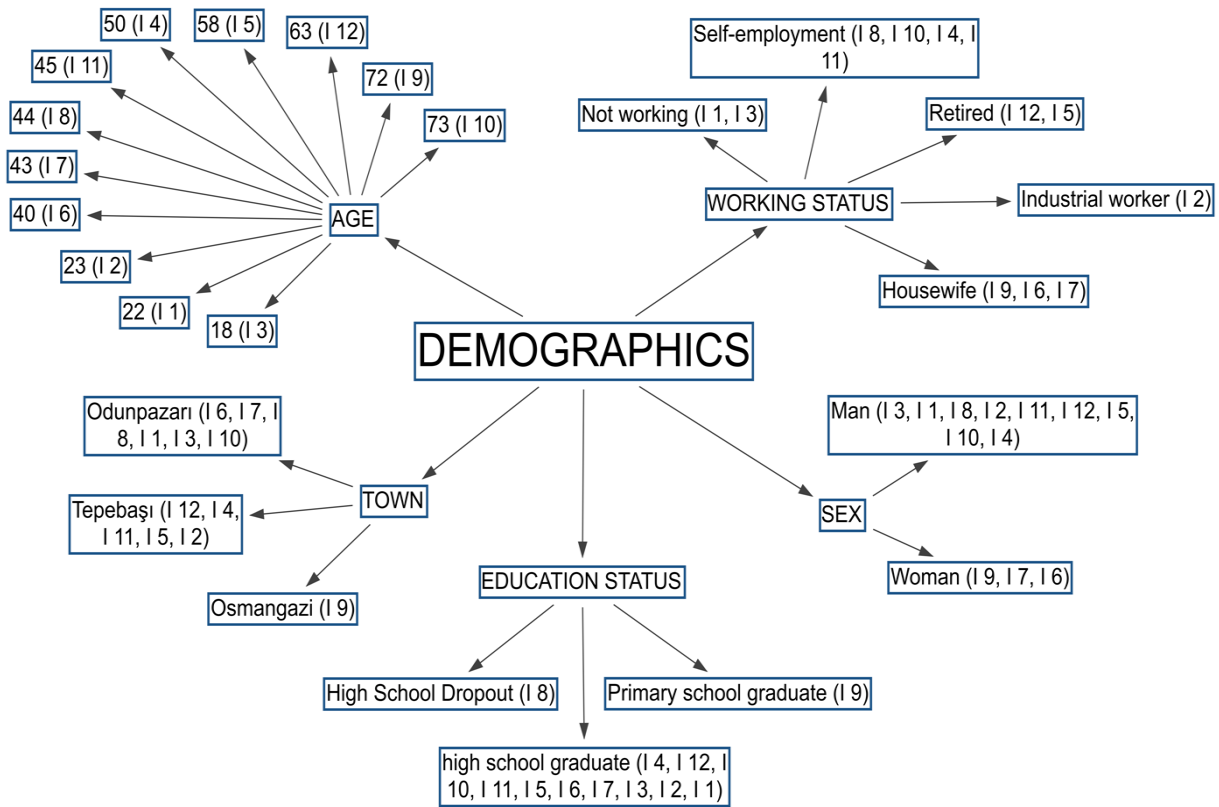 50 (I 4)
58 (I 5)
63 (I 12)
45 (I 11)
72 (I 9)
44 (I 8)
73 (I 10)
43 (I 7)
40 (I 6)
AGE
23 (I 2)
22 (I 1)
18 (I 3)
Self-employment (I 8, I 10, I 4, I
11)
Not working (I 1, I 3)
Retired (I 12, I 5)
WORKING STATUS
Industrial worker (I 2)
Housewife (I 9, I 6, I 7)
DEMOGRAPHICS
Odunpazarı (I 6, I 7, I
8, I 1, I 3, I 10)
TOWN
Tepebaşı (I 12, I 4,
I 11, I 5, I 2)
Osmangazi (I 9)
Man (I 3, I 1, I 8, I 2, I 11, I 12, I 5,
I 10, I 4)
SEX
Woman (I 9, I 7, I 6)
EDUCATION STATUS
High School Dropout (I 8)
Primary school graduate (I 9)
high school graduate (I 4, I 12, I
10, I 11, I 5, I 6, I 7, I 3, I 2, I 1)